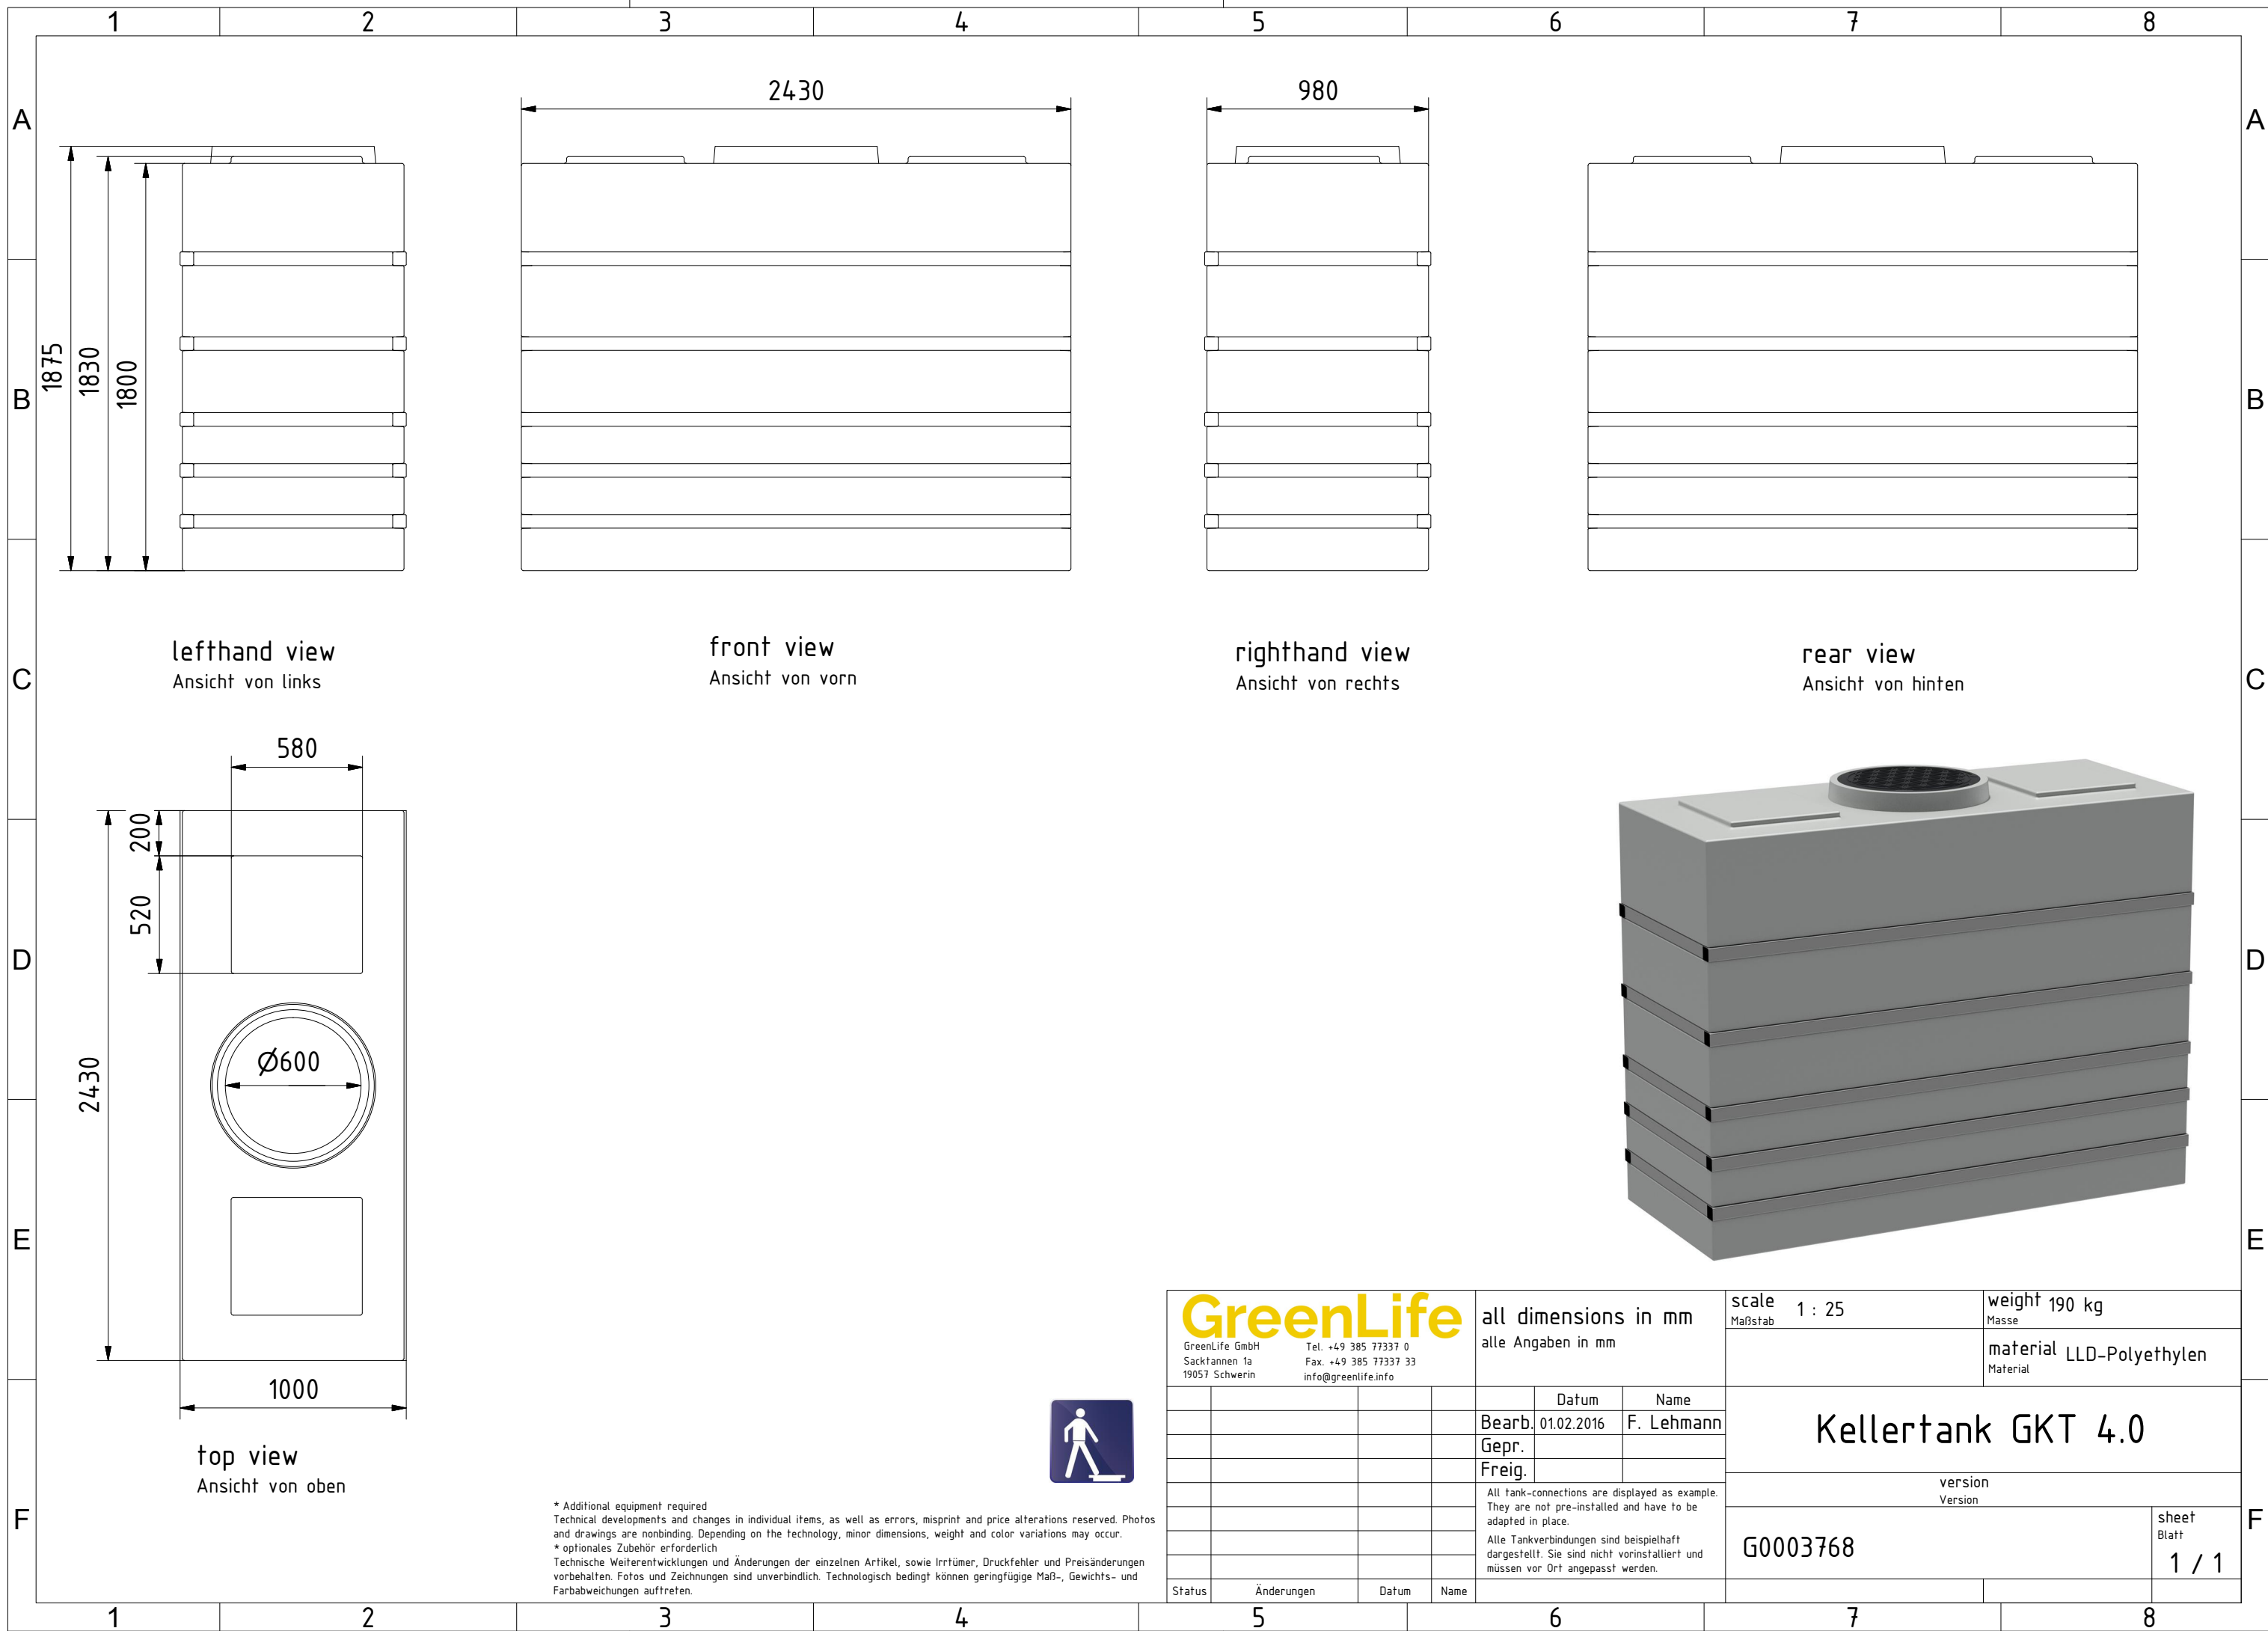 1 2 3 4 5 6 7 8
A A
2430 980
B B
1875 1830 1800
lefthand view
Ansicht von links
front view
Ansicht von vorn
righthand view
Ansicht von rechts
rear view
Ansicht von hinten
C C
580
200
520
D D
Ø600
2430
E E
1000
top view
Ansicht von oben
F F
* Additional equipment required
Technical developments and changes in individual items, as well as errors, misprint and price alterations reserved. Photos
and drawings are nonbinding. Depending on the technology, minor dimensions, weight and color variations may occur.
* optionales Zubehör erforderlich
Technische Weiterentwicklungen und Änderungen der einzelnen Artikel, sowie Irrtümer, Druckfehler und Preisänderungen
vorbehalten. Fotos und Zeichnungen sind unverbindlich. Technologisch bedingt können geringfügige Maß-, Gewichts- und
Farbabweichungen auftreten.
GreenLife
GreenLife GmbH Tel. +49 385 77337 0
Sacktannen 1a Fax. +49 385 77337 33
19057 Schwerin info@greenlife.info
all dimensions in mm
alle Angaben in mm
scale 1 : 25
Maßstab
weight 190 kg
Masse
material LLD-Polyethylen
Material
Datum Name
Bearb. 01.02.2016 F. Lehmann
Gepr.
Freig.
Kellertank GKT 4.0
version
Version
All tank-connections are displayed as example.
They are not pre-installed and have to be
adapted in place.
Alle Tankverbindungen sind beispielhaft
dargestellt. Sie sind nicht vorinstalliert und
müssen vor Ort angepasst werden.
G0003768
sheet
Blatt
1 / 1
Status Änderungen Datum Name
1 2 3 4 5 6 7 8